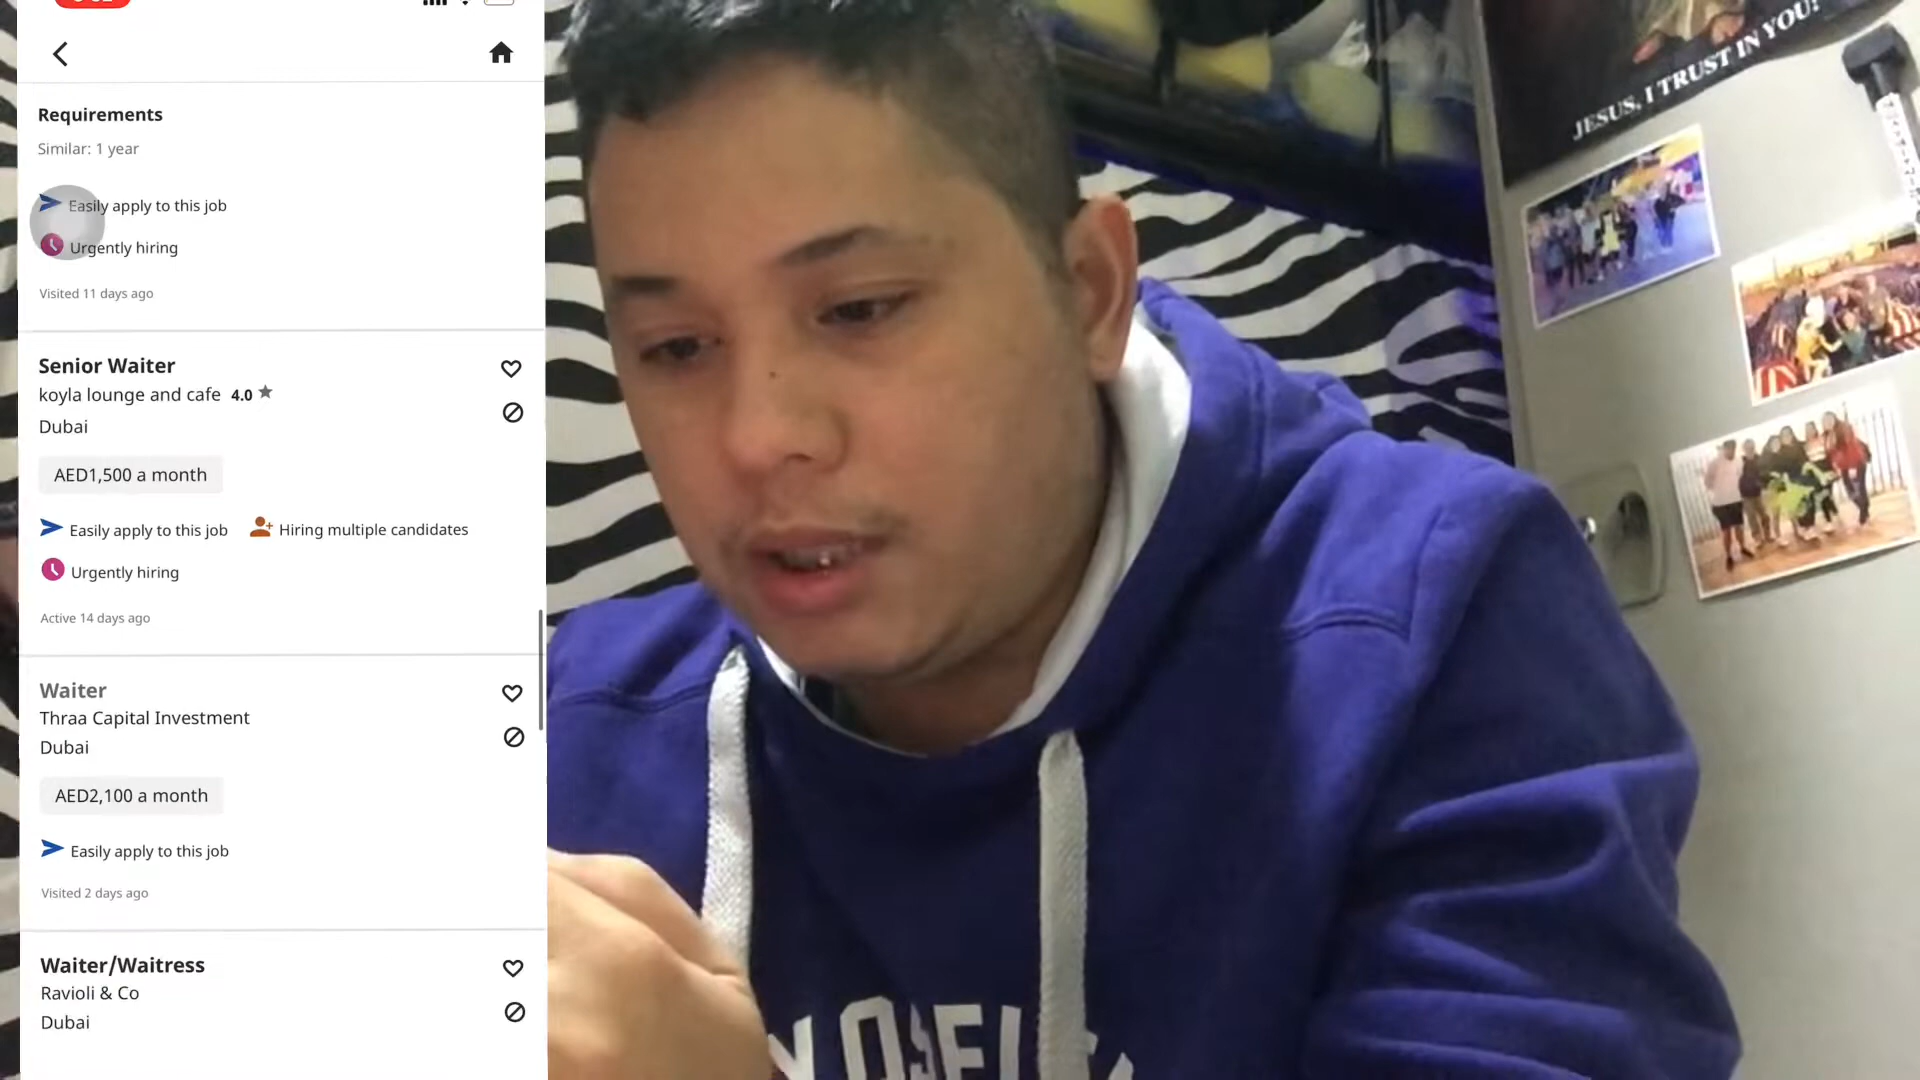 Requirements
Similar: 1 year
Easily apply to this job
Urgently hiring
Visited 11 days ago
Senior Waiter
koyla lounge and cafe 4.0
Dubai
AED1,500 a month
Easily apply to this job
Hiring multiple candidates
Urgently hiring
Active 14 days ago
Waiter
Thraa Capital Investment
Dubai
AED2,100 a month
Easily apply to this job
Visited 2 days ago
Waiter/Waitress
Ravioli & Co
Dubai
JESUS, I TRUST IN YOU!